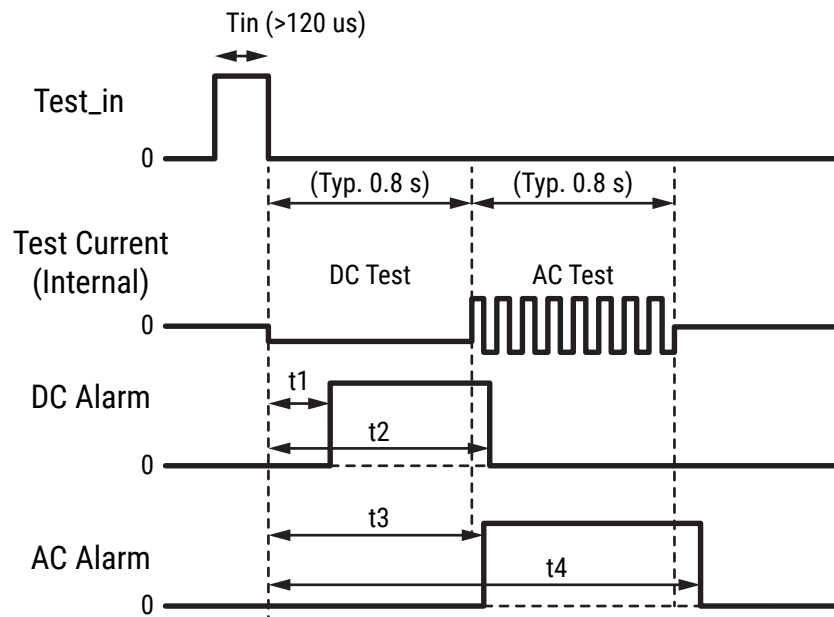 Tin (>120 us)
Test_in
0
(Typ. 0.8 s) (Typ. 0.8 s)
Test Current
(Internal)
DC Test AC Test
0
t1
DC Alarm
t2
0
t3
AC Alarm
t4
0